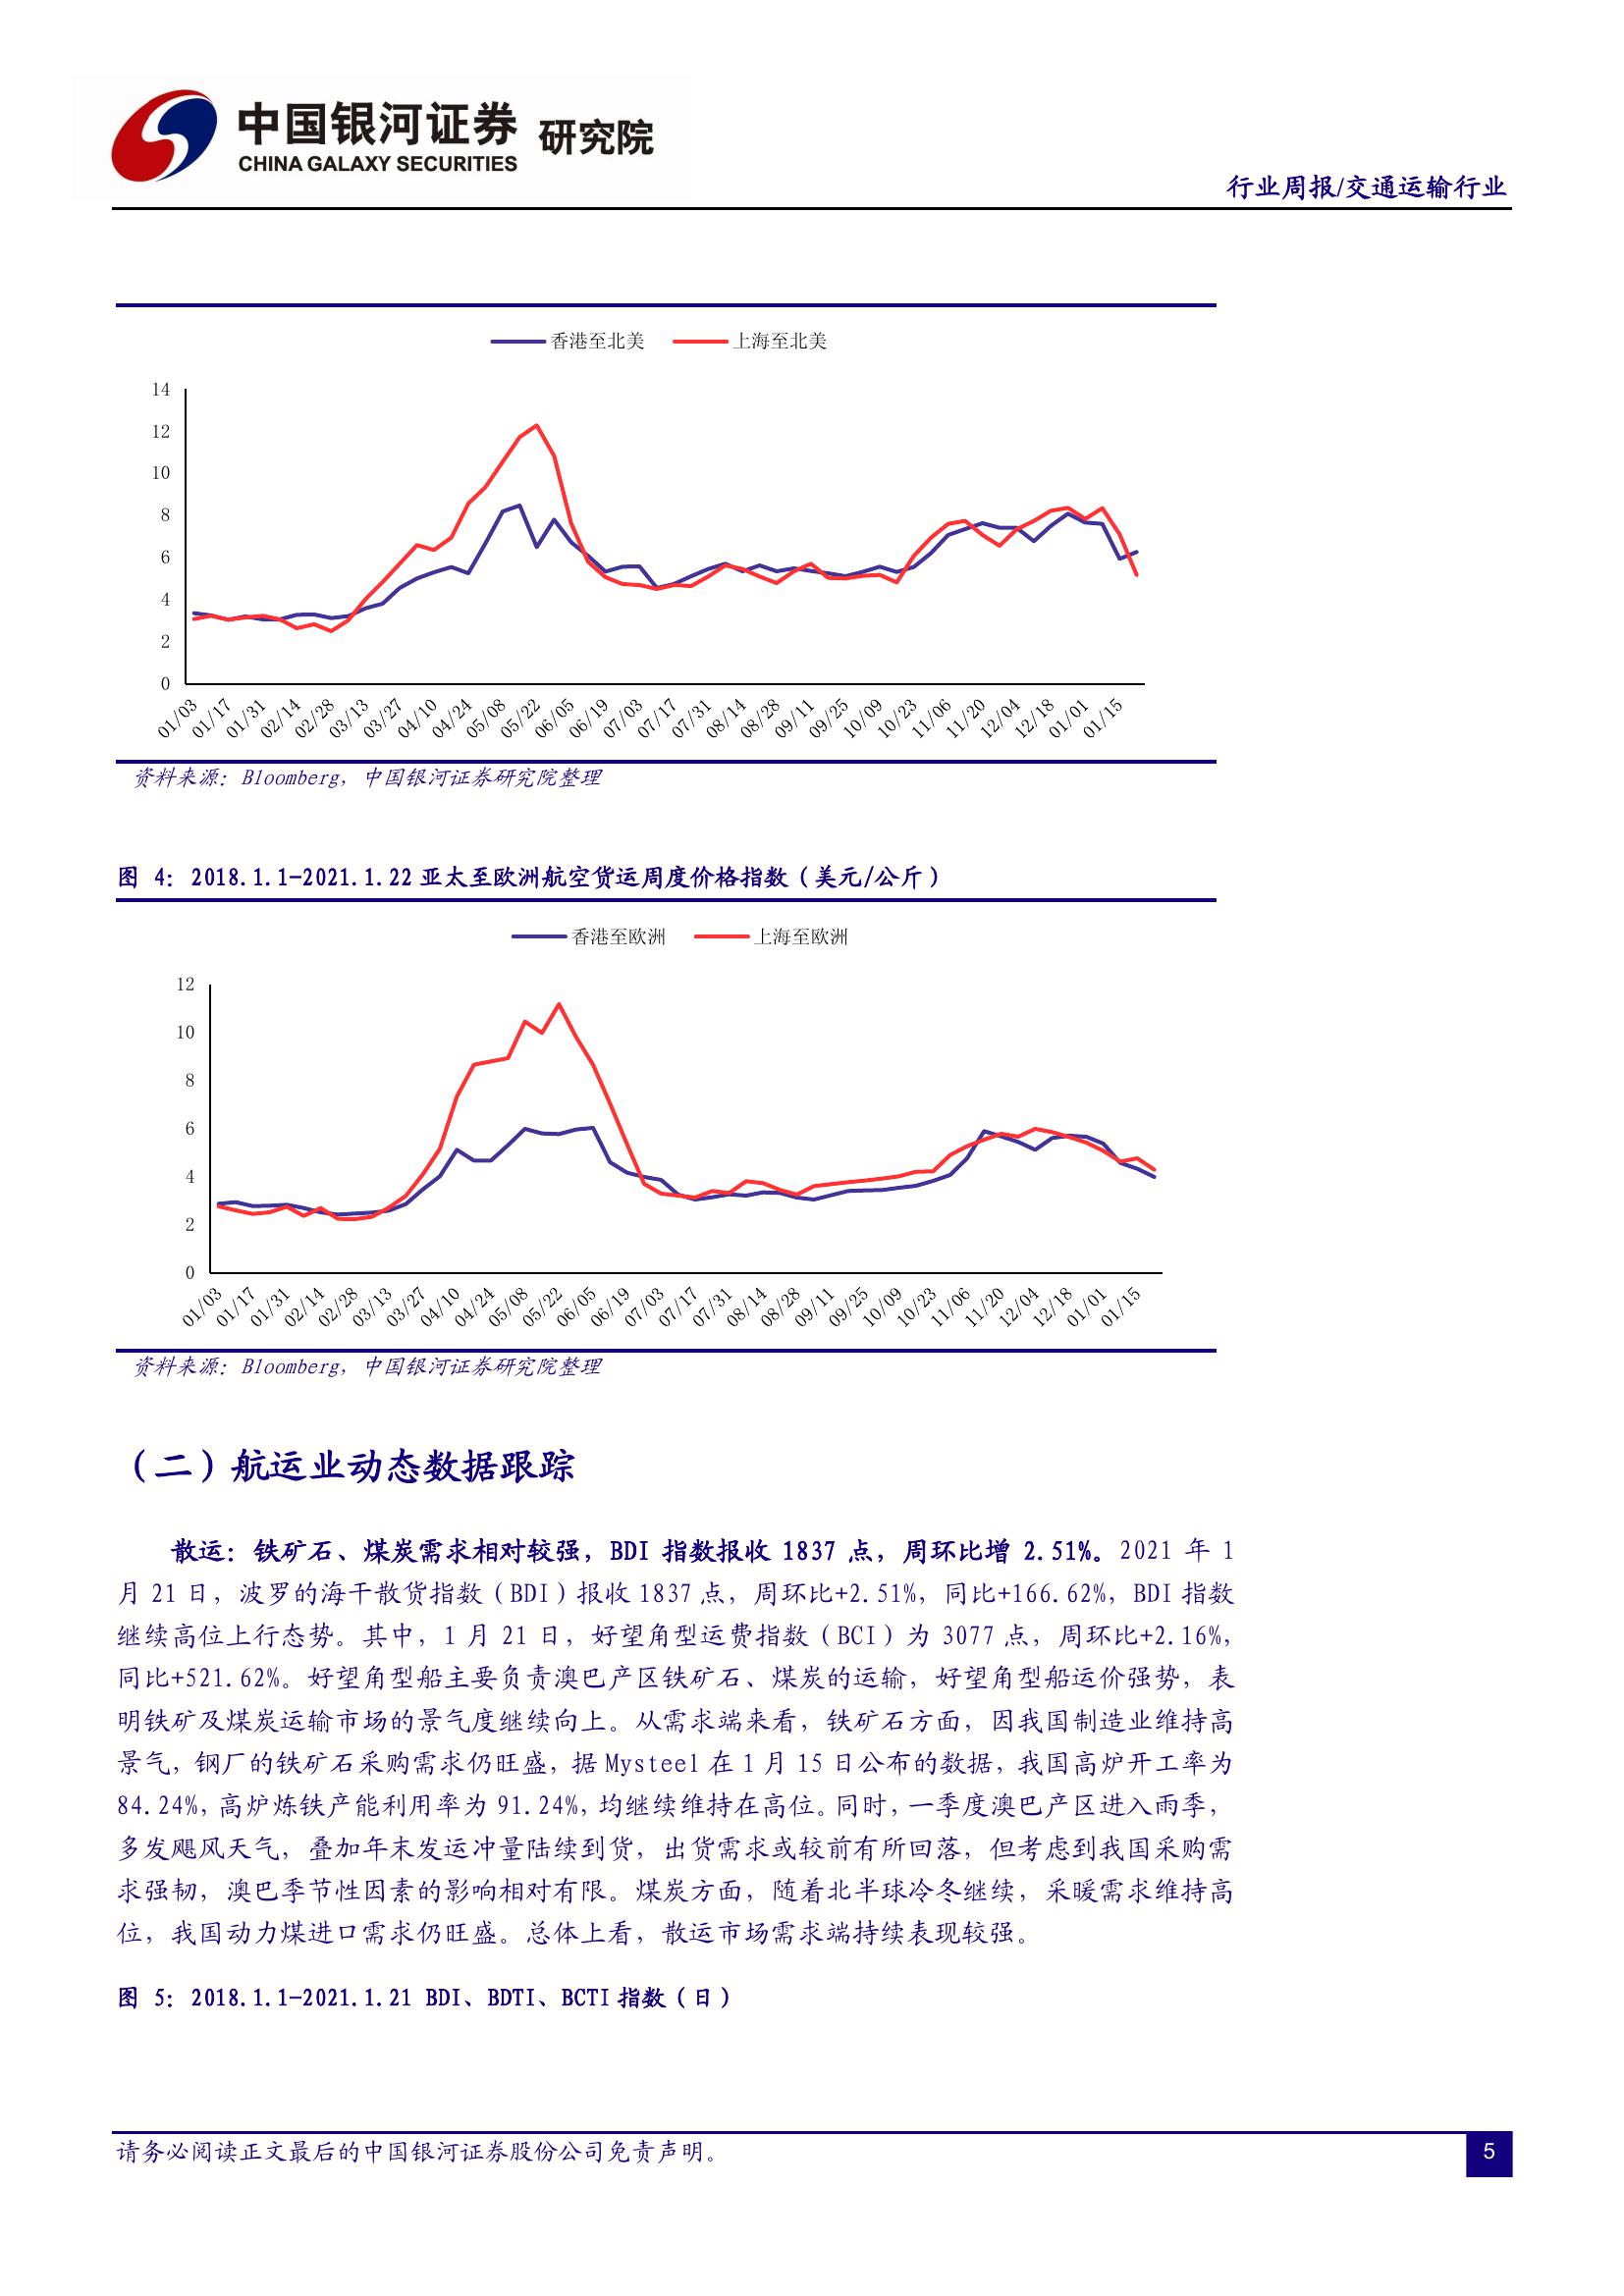 中国银河证券 研究院
CHINA GALAXY SECURITIES
行业周报/交通运输行业
香港至北美 上海至北美
14
12
10
8
6
4
2
0
01/03 01/17 01/31 02/14 02/28 03/13 03/27 04/10 04/24 05/08 05/22 06/05 06/19 07/03 07/17 07/31 08/14 08/28 09/11 09/25 10/09 10/23 11/06 11/20 12/04 12/18 01/01 01/15
资料来源：Bloomberg，中国银河证券研究院整理
图 4：2018.1.1-2021.1.22 亚太至欧洲航空货运周度价格指数（美元/公斤）
香港至欧洲 上海至欧洲
12
10
8
6
4
2
0
01/03 01/17 01/31 02/14 02/28 03/13 03/27 04/10 04/24 05/08 05/22 06/05 06/19 07/03 07/17 07/31 08/14 08/28 09/11 09/25 10/09 10/23 11/06 11/20 12/04 12/18 01/01 01/15
资料来源：Bloomberg，中国银河证券研究院整理
（二）航运业动态数据跟踪
散运：铁矿石、煤炭需求相对较强，BDI 指数报收 1837 点，周环比增 2.51%。2021 年 1
月 21 日，波罗的海干散货指数（BDI）报收 1837 点，周环比+2.51%，同比+166.62%，BDI 指数
继续高位上行态势。其中，1 月 21 日，好望角型运费指数（BCI）为 3077 点，周环比+2.16%，
同比+521.62%。好望角型船主要负责澳巴产区铁矿石、煤炭的运输，好望角型船运价强势，表
明铁矿及煤炭运输市场的景气度继续向上。从需求端来看，铁矿石方面，因我国制造业维持高
景气，钢厂的铁矿石采购需求仍旺盛，据 Mysteel 在 1 月 15 日公布的数据，我国高炉开工率为
84.24%，高炉炼铁产能利用率为 91.24%，均继续维持在高位。同时，一季度澳巴产区进入雨季，
多发飓风天气，叠加年末发运冲量陆续到货，出货需求或较前有所回落，但考虑到我国采购需
求强韧，澳巴季节性因素的影响相对有限。煤炭方面，随着北半球冷冬继续，采暖需求维持高
位，我国动力煤进口需求仍旺盛。总体上看，散运市场需求端持续表现较强。
图 5：2018.1.1-2021.1.21 BDI、BDTI、BCTI 指数（日）
请务必阅读正文最后的中国银河证券股份公司免责声明。
5